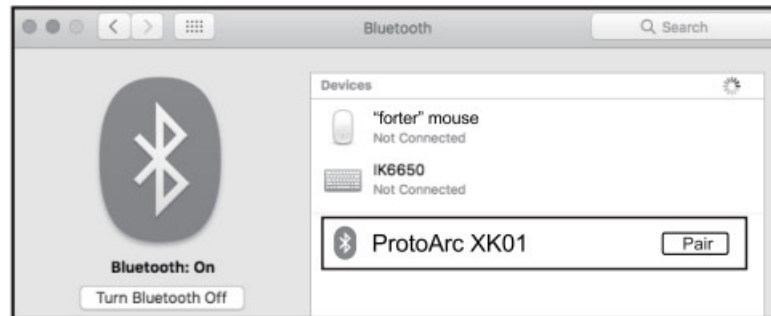 Bluetooth
Search
Bluetooth: On
Turn Bluetooth Off
Devices
"forter" mouse
Not Connected
IK6650
Not Connected
ProtoArc XK01
Pair